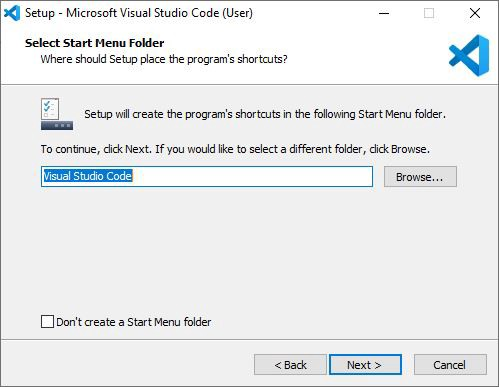 Setup - Microsoft Visual Studio Code (User)
Select Start Menu Folder
Where should Setup place the program's shortcuts?
Setup will create the program's shortcuts in the following Start Menu folder.
To continue, click Next. If you would like to select a different folder, click Browse.
Visual Studio Code
Browse...
Don't create a Start Menu folder
< Back
Next >
Cancel